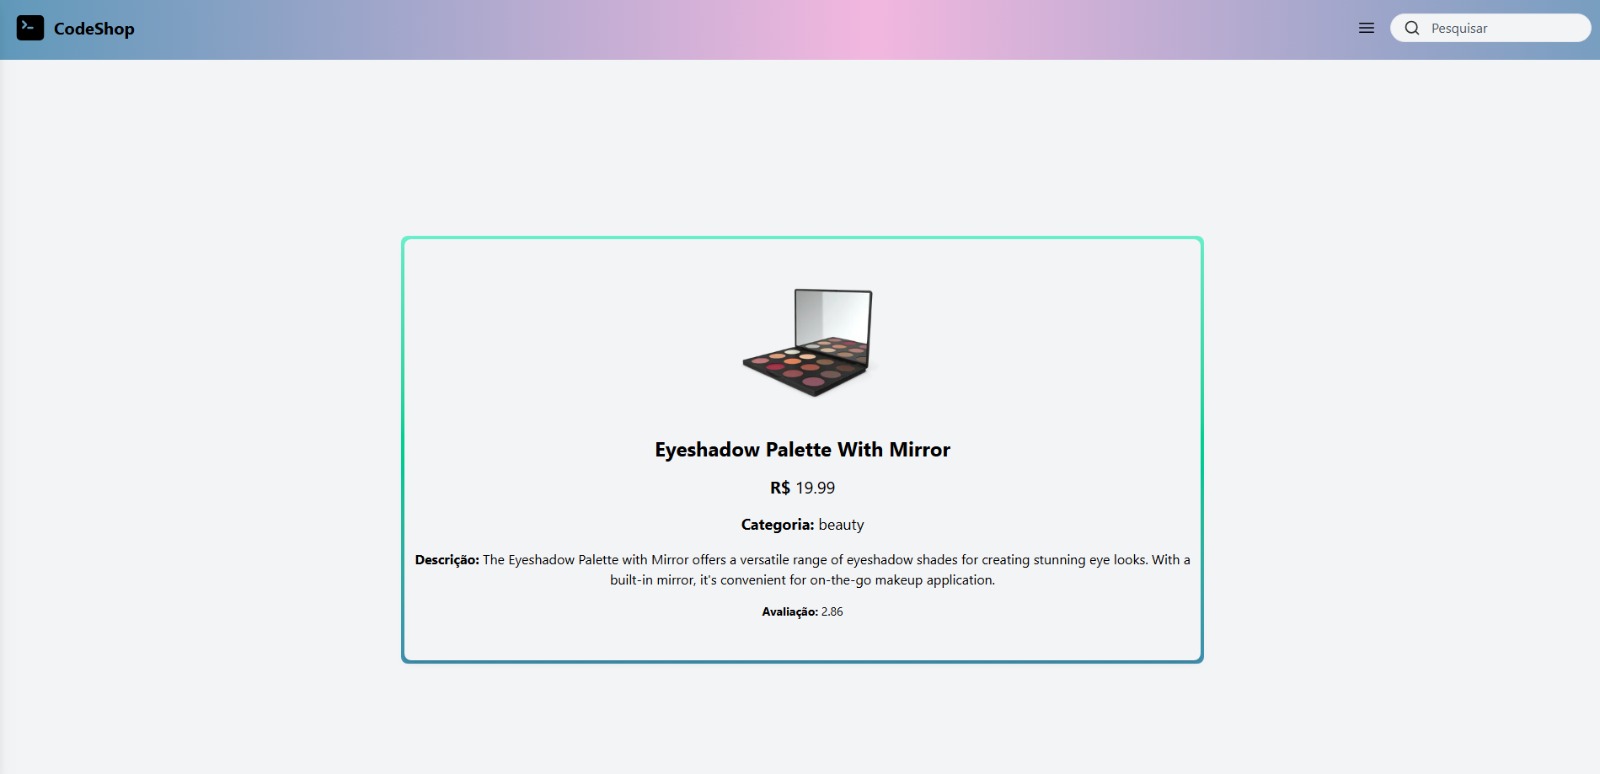 CodeShop
Pesquisar
Eyeshadow Palette With Mirror
R$ 19.99
Categoria: beauty
Descrição: The Eyeshadow Palette with Mirror offers a versatile range of eyeshadow shades for creating stunning eye looks. With a
built-in mirror, it's convenient for on-the-go makeup application.
Avaliação: 2.86